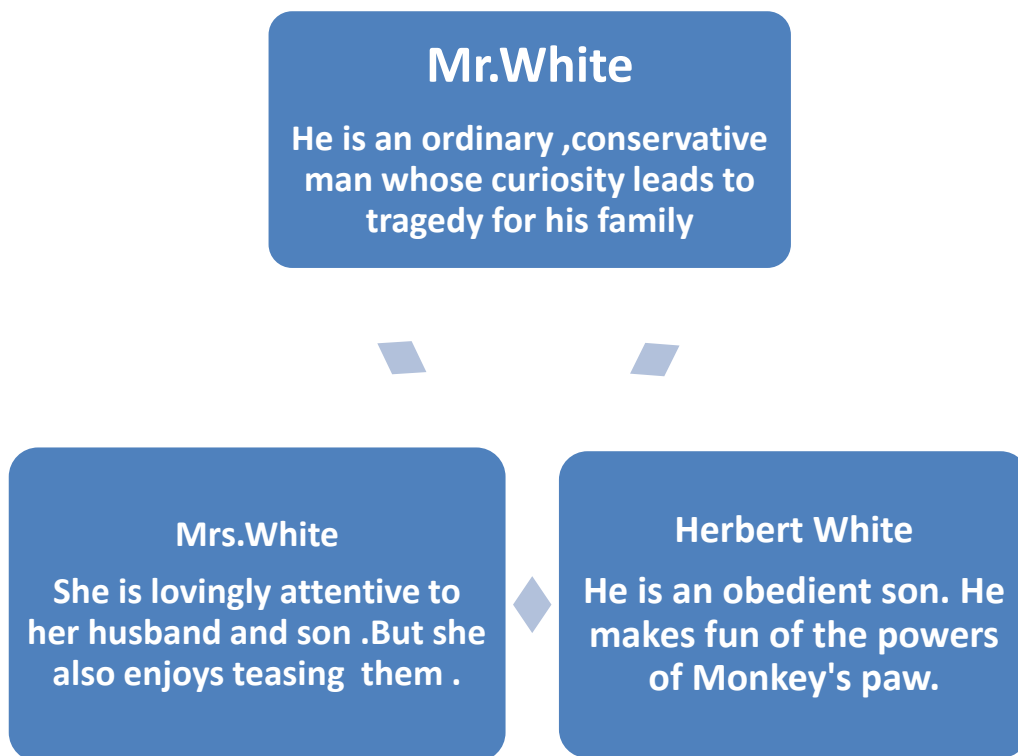 Mr.White
He is an ordinary ,conservative
man whose curiosity leads to
tragedy for his family
Mrs.White
She is lovingly attentive to
her husband and son .But she
also enjoys teasing  them .
Herbert White
He is an obedient son. He
makes fun of the powers
of Monkey's paw.